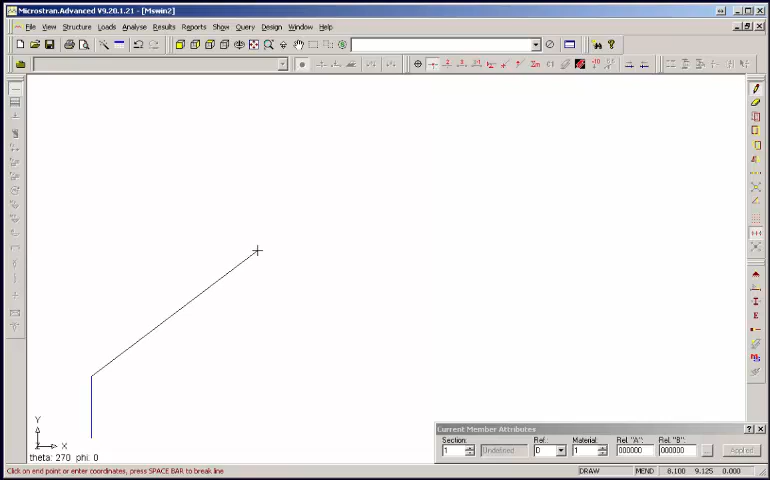 Microstran.Advanced V9.20.1.21 - [Mswin2]
File View Structure Loads Analyse Results Reports Show Query Design Window Help
Y
Z X
theta: 270 phi: 0
Current Member Attributes
Section: Ref.: Material: Rel. "A": Rel. "B":
1 Undefined 0 1 000000 000000 ... Applied
Click on end point or enter coordinates, press SPACE BAR to break line DRAW MEND 8.100 9.125 0.000